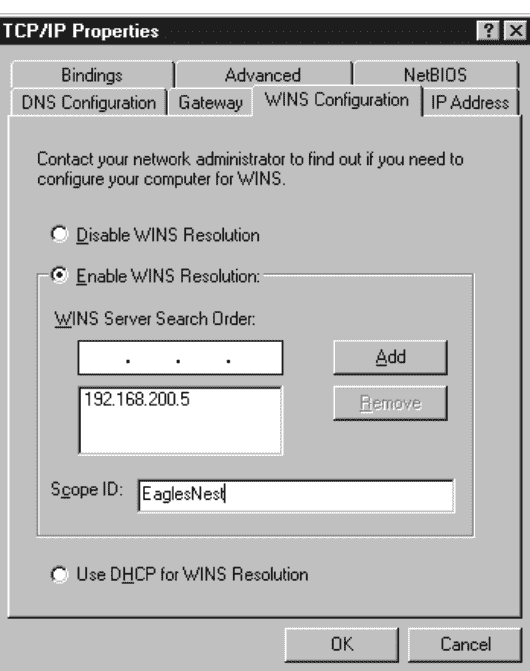 TCP/IP Properties
Bindings Advanced NetBIOS
DNS Configuration Gateway WINS Configuration IP Address
Contact your network administrator to find out if you need to
configure your computer for WINS.
Disable WINS Resolution
Enable WINS Resolution:
WINS Server Search Order:
. . .
Add
192.168.200.5
Remove
Scope ID: EaglesNest
Use DHCP for WINS Resolution
OK Cancel